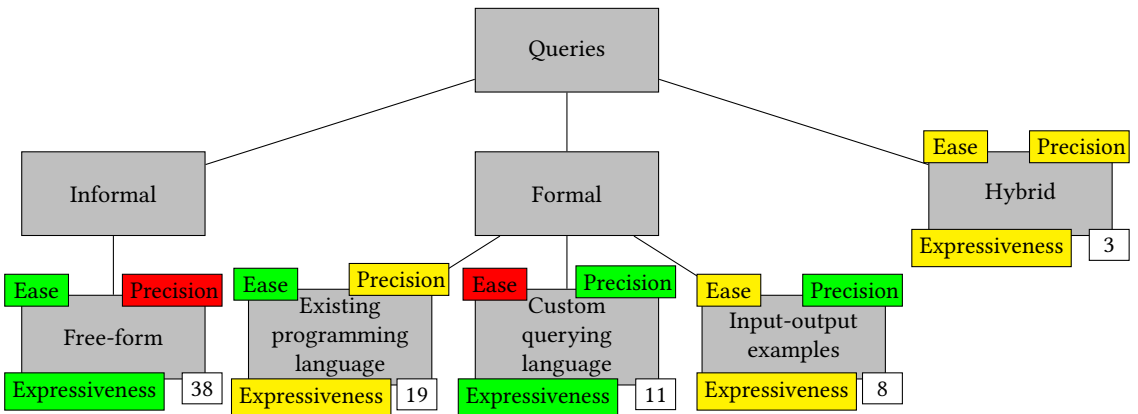 Queries
Ease
Precision
Informal
Formal
Hybrid
Expressiveness
3
Ease
Precision
Free-form
Expressiveness
38
Ease
Precision
Existing
programming
language
Expressiveness
19
Ease
Precision
Custom
querying
language
Expressiveness
11
Ease
Precision
Input-output
examples
Expressiveness
8